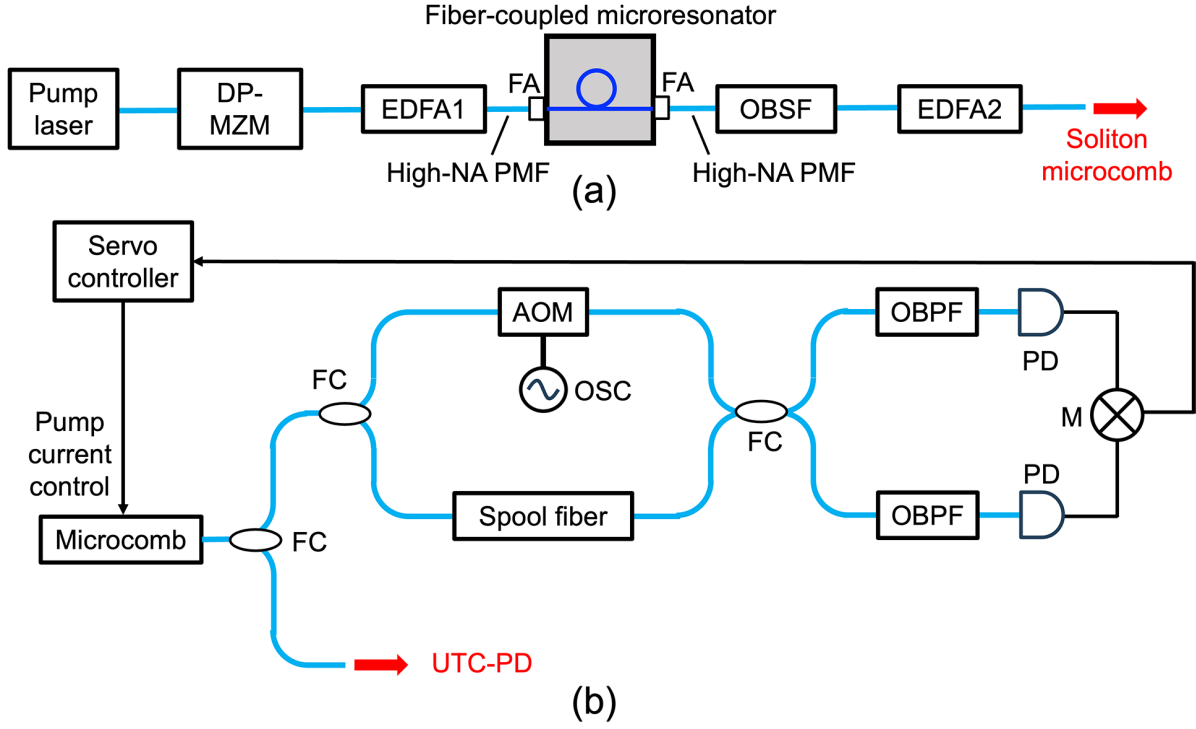 Fiber-coupled microresonator
Pump
laser
DP-
MZM
EDFA1
FA
FA
OBSF
EDFA2
High-NA PMF
High-NA PMF
Soliton
microcomb
(a)
Servo
controller
AOM
OBPF
PD
FC
OSC
M
FC
Pump
current
control
PD
Spool fiber
OBPF
Microcomb
FC
UTC-PD
(b)